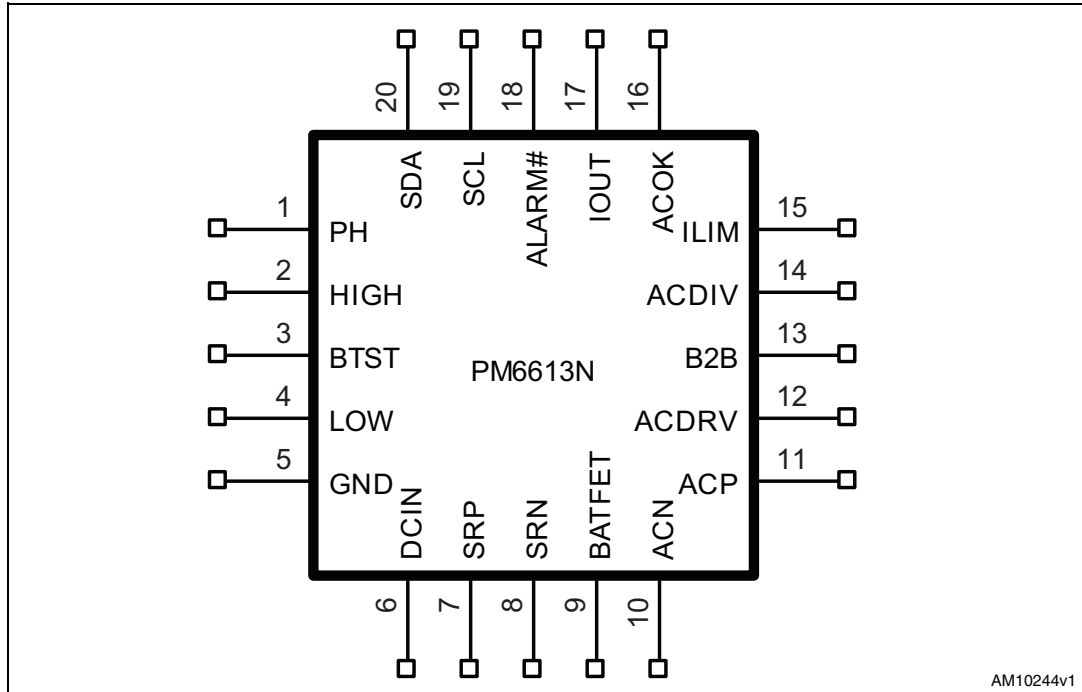 20 19 18 17 16
SDA SCL ALARM# IOUT ACOK
1 PH ILIM 15
2 HIGH ACDIV 14
3 BTST B2B 13
PM6613N
4 LOW ACDRV 12
5 GND ACP 11
DCIN SRP SRN BATFET ACN
6 7 8 9 10
AM10244v1